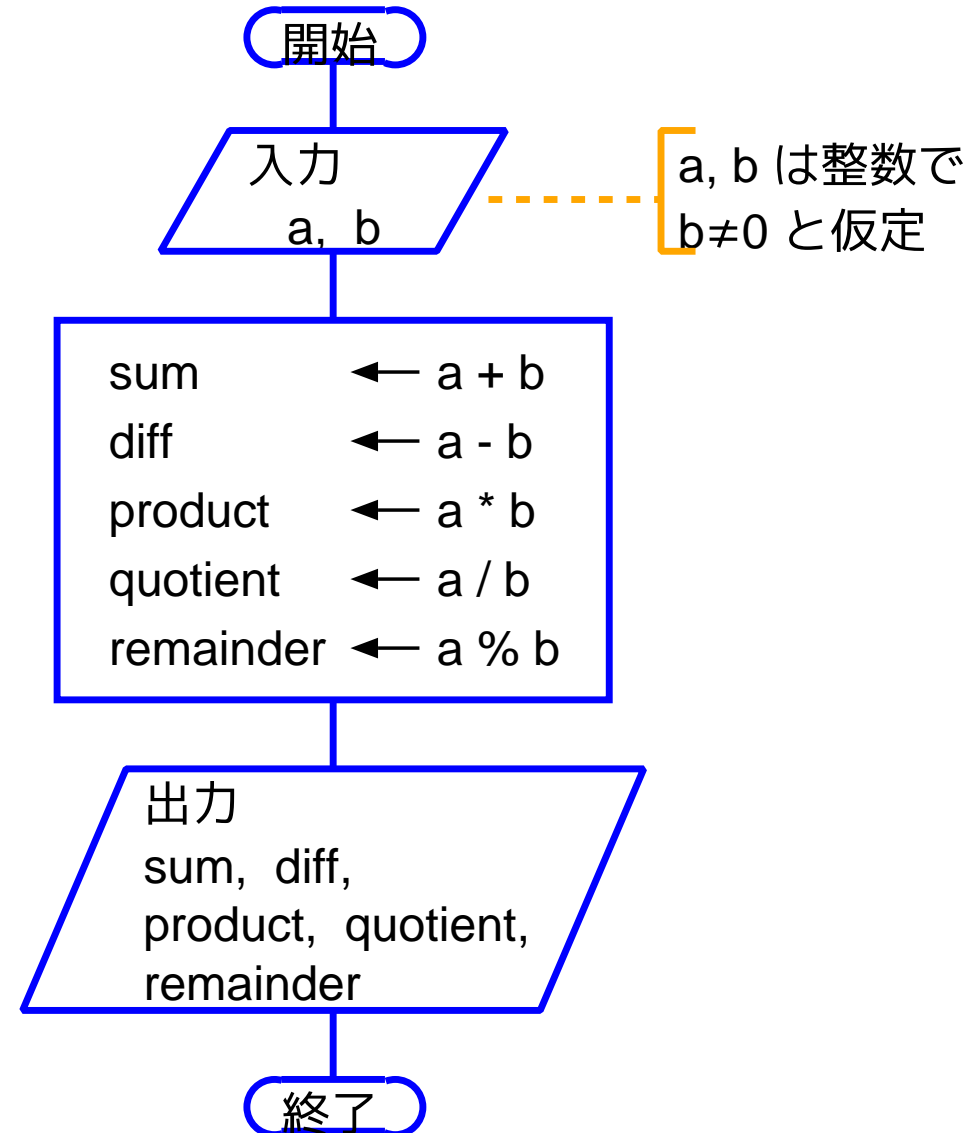 開始
入力
a, b
a, b は整数で
b≠0 と仮定
sum ← a + b
diff ← a - b
product ← a * b
quotient ← a / b
remainder ← a % b
出力
sum, diff,
product, quotient,
remainder
終了